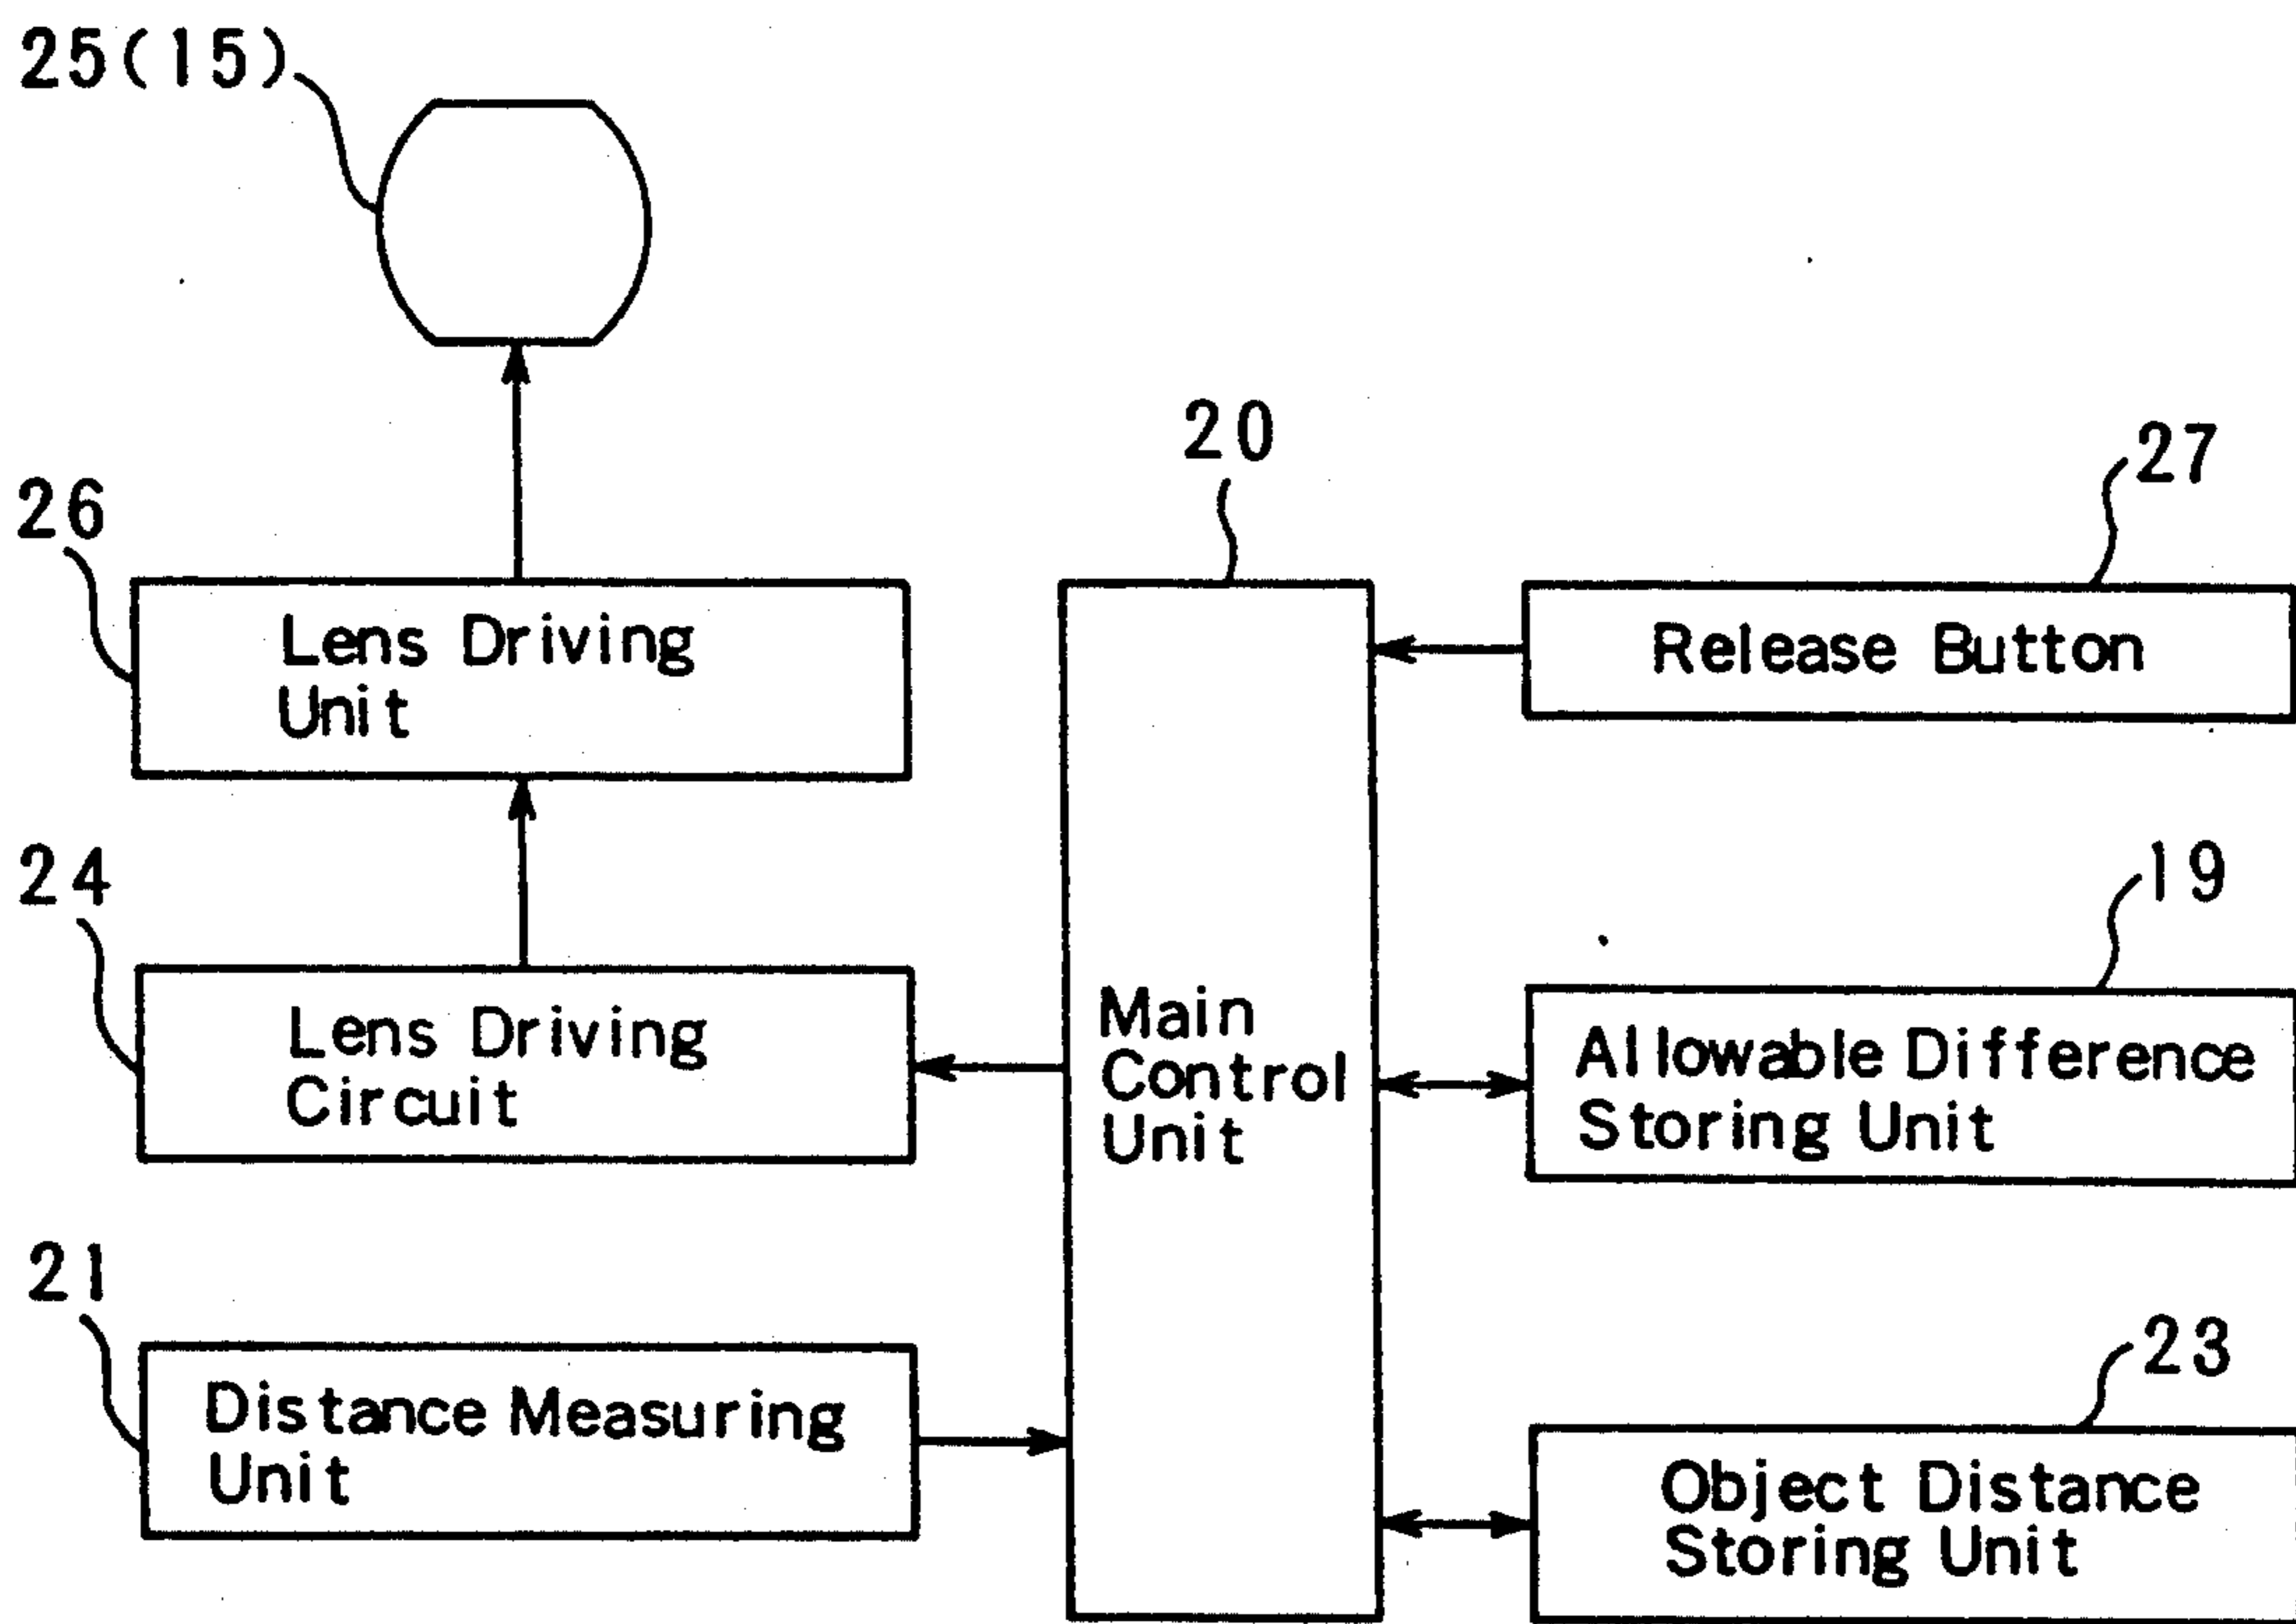 25(15)
20
27
26
Lens Driving
Unit
Release Button
24
19
Lens Driving
Circuit
Main
Control
Unit
Allowable Difference
Storing Unit
21
23
Distance Measuring
Unit
Object Distance
Storing Unit